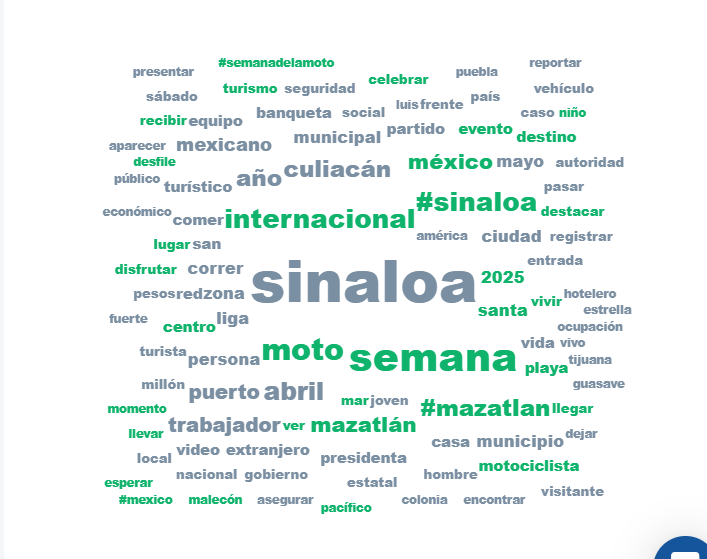 #semanadelamoto reportar
presentar puebla
celebrar
turismo seguridad vehículo
sábado luis frente país
banqueta social caso niño
recibir equipo
municipal partido evento destino
aparecer mexicano
desfile culiacán méxico mayo autoridad
público turístico año pasar
económico comer internacional #sinaloa destacar
américa ciudad registrar
lugar san
disfrutar correr sinaloa 2025 entrada
pesos redzona santa vivir hotelero
estrella
fuerte centro liga ocupación
turista persona moto semana vida vivo
playa tijuana
millón puerto abril guasave
momento mar joven #mazatlan llegar
llevar trabajador ver mazatlán dejar
casa municipio
local video extranjero presidenta
nacional gobierno hombre motociclista
esperar estatal visitante
#mexico malecón asegurar colonia encontrar
pacífico